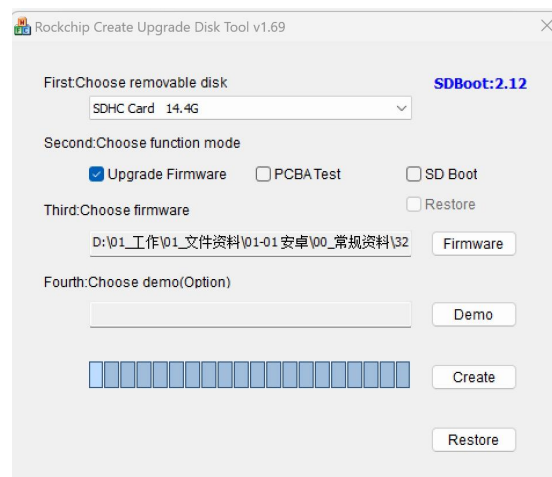 Rockchip Create Upgrade Disk Tool v1.69
First:Choose removable disk
SDBoot:2.12
SDHC Card 14.4G
Second:Choose function mode
Upgrade Firmware PCBA Test SD Boot
Restore
Third:Choose firmware
D:\01_工作\01_文件资料\01-01 安卓\00_常规资料\32 Firmware
Fourth:Choose demo(Option)
Demo
Create
Restore